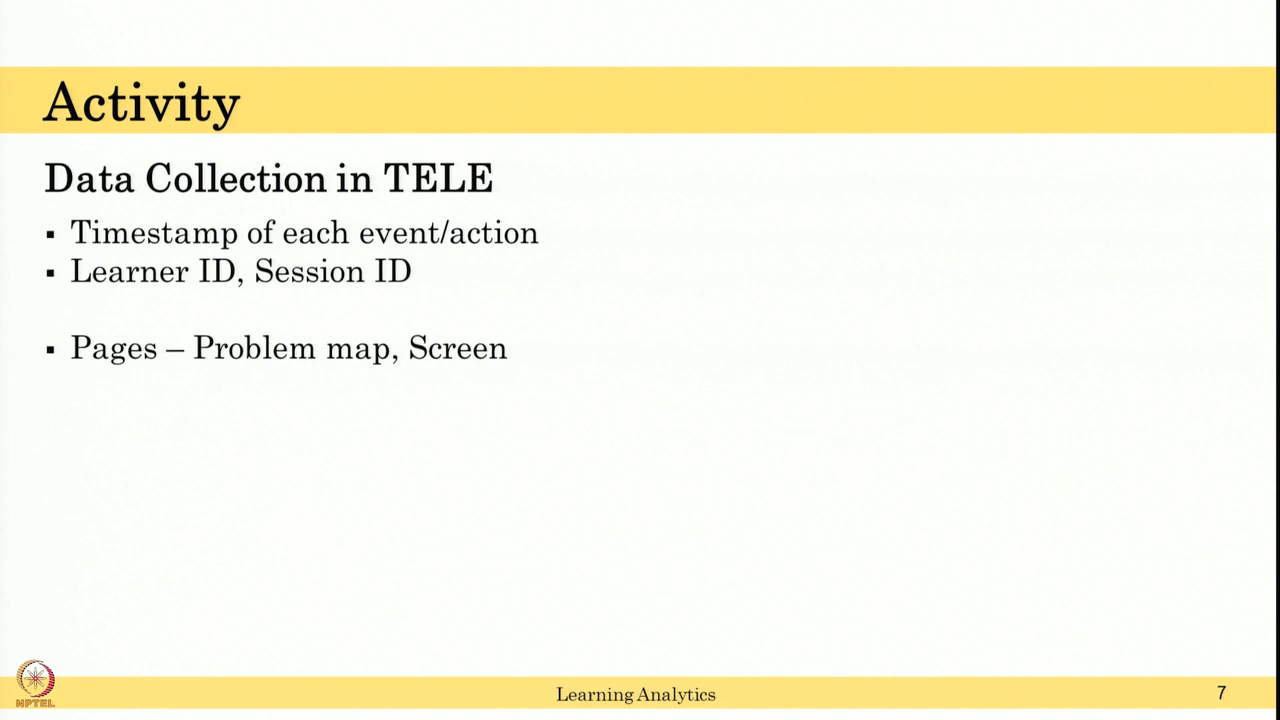 Activity
Data Collection in TELE
▪ Timestamp of each event/action
▪ Learner ID, Session ID
▪ Pages – Problem map, Screen
NPTEL
Learning Analytics
7